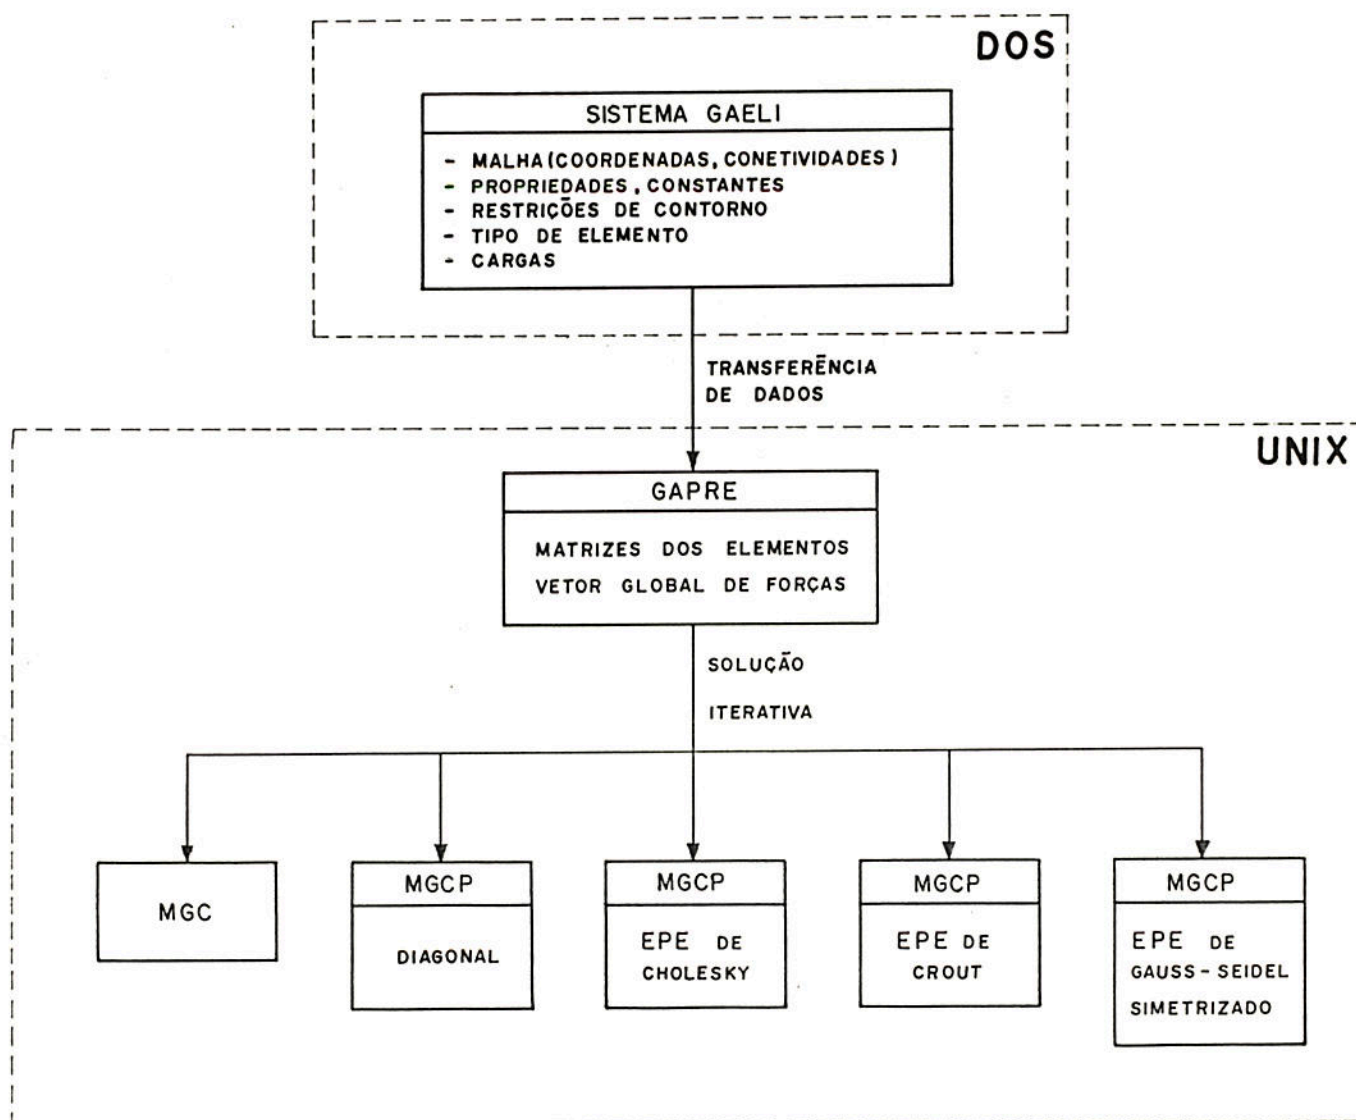 DOS
SISTEMA GAELI
- MALHA (COORDENADAS, CONETIVIDADES)
- PROPRIEDADES, CONSTANTES
- RESTRIÇÕES DE CONTORNO
- TIPO DE ELEMENTO
- CARGAS
TRANSFERÊNCIA
DE DADOS
UNIX
GAPRE
MATRIZES DOS ELEMENTOS
VETOR GLOBAL DE FORÇAS
SOLUÇÃO
ITERATIVA
MGC
MGCP
DIAGONAL
MGCP
EPE DE
CHOLESKY
MGCP
EPE DE
CROUT
MGCP
EPE DE
GAUSS-SEIDEL
SIMETRIZADO